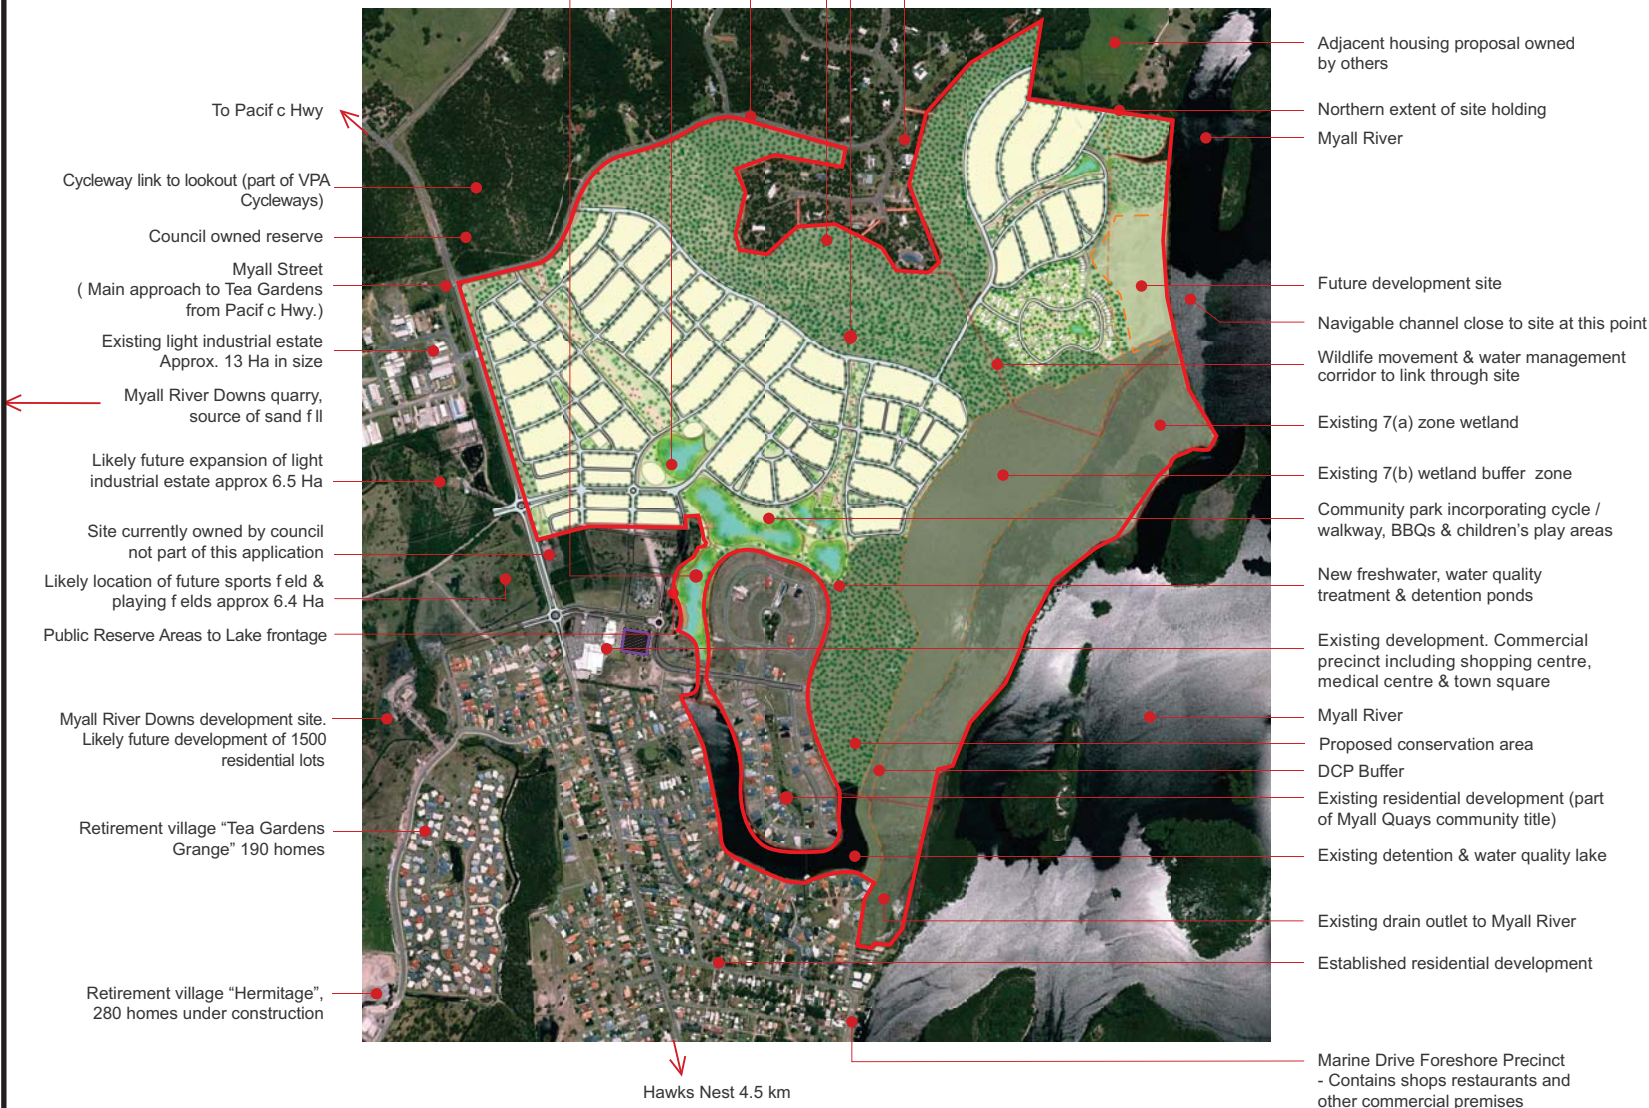 To Pacif c Hwy
Cycleway link to lookout (part of VPA
Cycleways)
Council owned reserve
Myall Street
( Main approach to Tea Gardens
from Pacif c Hwy.)
Existing light industrial estate
Approx. 13 Ha in size
Myall River Downs quarry,
source of sand f ll
Likely future expansion of light
industrial estate approx 6.5 Ha
Site currently owned by council
not part of this application
Likely location of future sports f eld &
playing f elds approx 6.4 Ha
Public Reserve Areas to Lake frontage
Myall River Downs development site.
Likely future development of 1500
residential lots
Retirement village “Tea Gardens
Grange” 190 homes
Retirement village “Hermitage”,
280 homes under construction
Hawks Nest 4.5 km
Adjacent housing proposal owned
by others
Northern extent of site holding
Myall River
Future development site
Navigable channel close to site at this point
Wildlife movement & water management
corridor to link through site
Existing 7(a) zone wetland
Existing 7(b) wetland buffer zone
Community park incorporating cycle /
walkway, BBQs & children’s play areas
New freshwater, water quality
treatment & detention ponds
Existing development. Commercial
precinct including shopping centre,
medical centre & town square
Myall River
Proposed conservation area
DCP Buffer
Existing residential development (part
of Myall Quays community title)
Existing detention & water quality lake
Existing drain outlet to Myall River
Established residential development
Marine Drive Foreshore Precinct
- Contains shops restaurants and
other commercial premises